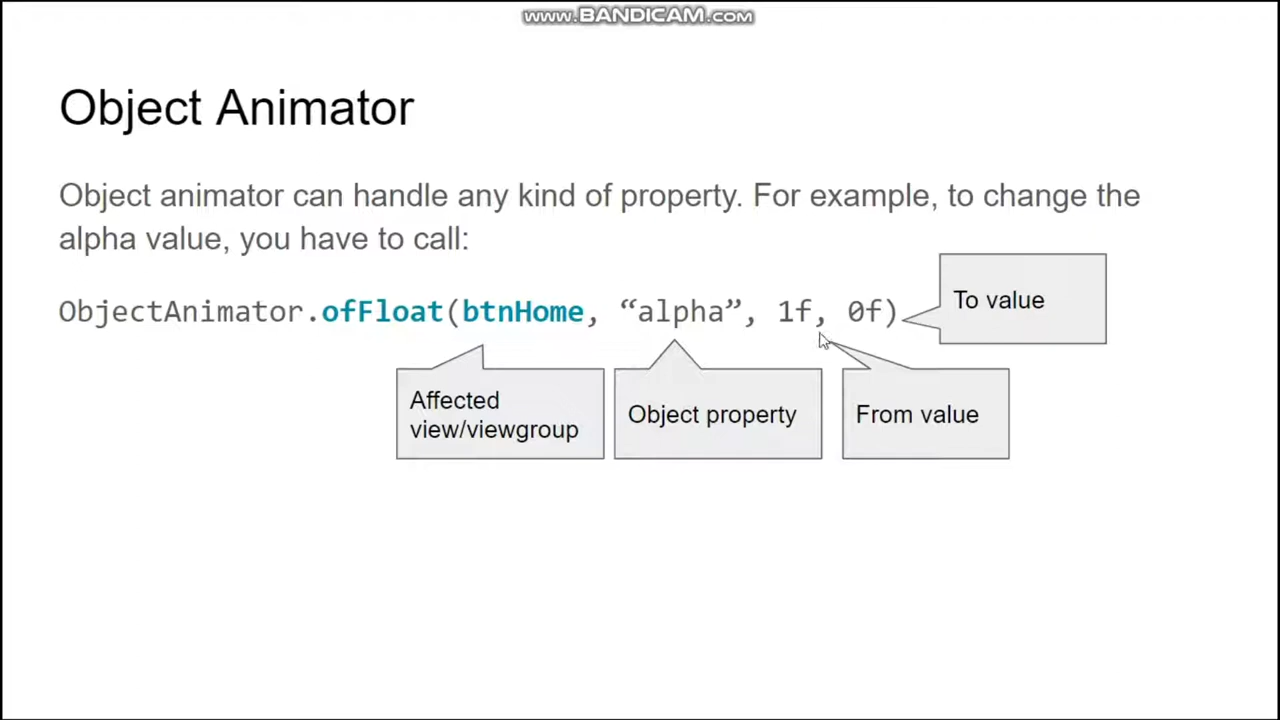 www.BANDICAM.com
Object Animator
Object animator can handle any kind of property. For example, to change the
alpha value, you have to call:
ObjectAnimator.ofFloat(btnHome, “alpha”, 1f, 0f)
To value
Affected
view/viewgroup
Object property
From value